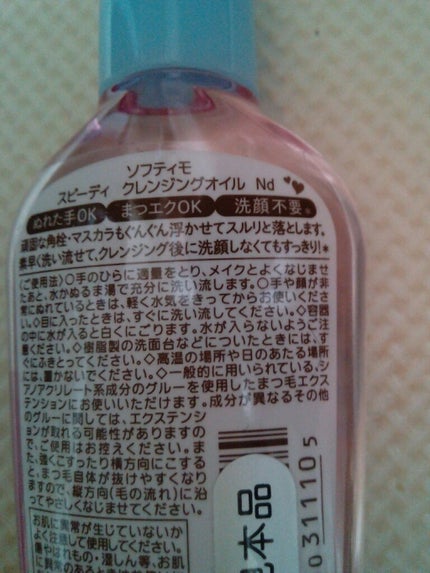 ソフティモ
スピーディ クレンジングオイル Nd
ぬれた手OK まつエクOK 洗顔不要*
頑固な角栓・マスカラもぐんぐん浮かせてスルリと落とします。
素早く洗い流せて、クレンジング後に洗顔しなくてもすっきり!*
〈ご使用法〉○手のひらに適量をとり、メイクとよくなじませ
たあと、水かぬるま湯で充分に洗い流します。○手や顔が非
常にぬれているときは、軽く水気をきってからお使いくださ
い。◇目に入ったときは、すぐに洗い流してください。◇容器
の中に水が入ると白くにごります。水が入らないようご注
意ください。◇樹脂製の洗面台などについたときには、す
ぐにふきとってください。◇高温の場所や日のあたる場所
には、置かないでください。◇一般的に用いられている、シ
アノアクリレート系成分のグルーを使用したまつ毛エクス
テンションにお使いいただけます。成分が異なるその他
のグルーに関しては、エクステンシ
ョンが取れる可能性がありますの
で、ご使用はお控えください。ま
た、強くこすったり横方向にこする
と、まつ毛自体が抜けやすくなり
ますので、縦方向(毛の流れ)に沿
ってやさしくなじませてください。
お肌に異常が生じていないか
よく注意して使用してください。
傷やはれもの・湿しん等、お肌
に異常のあるときは
本品
0311105